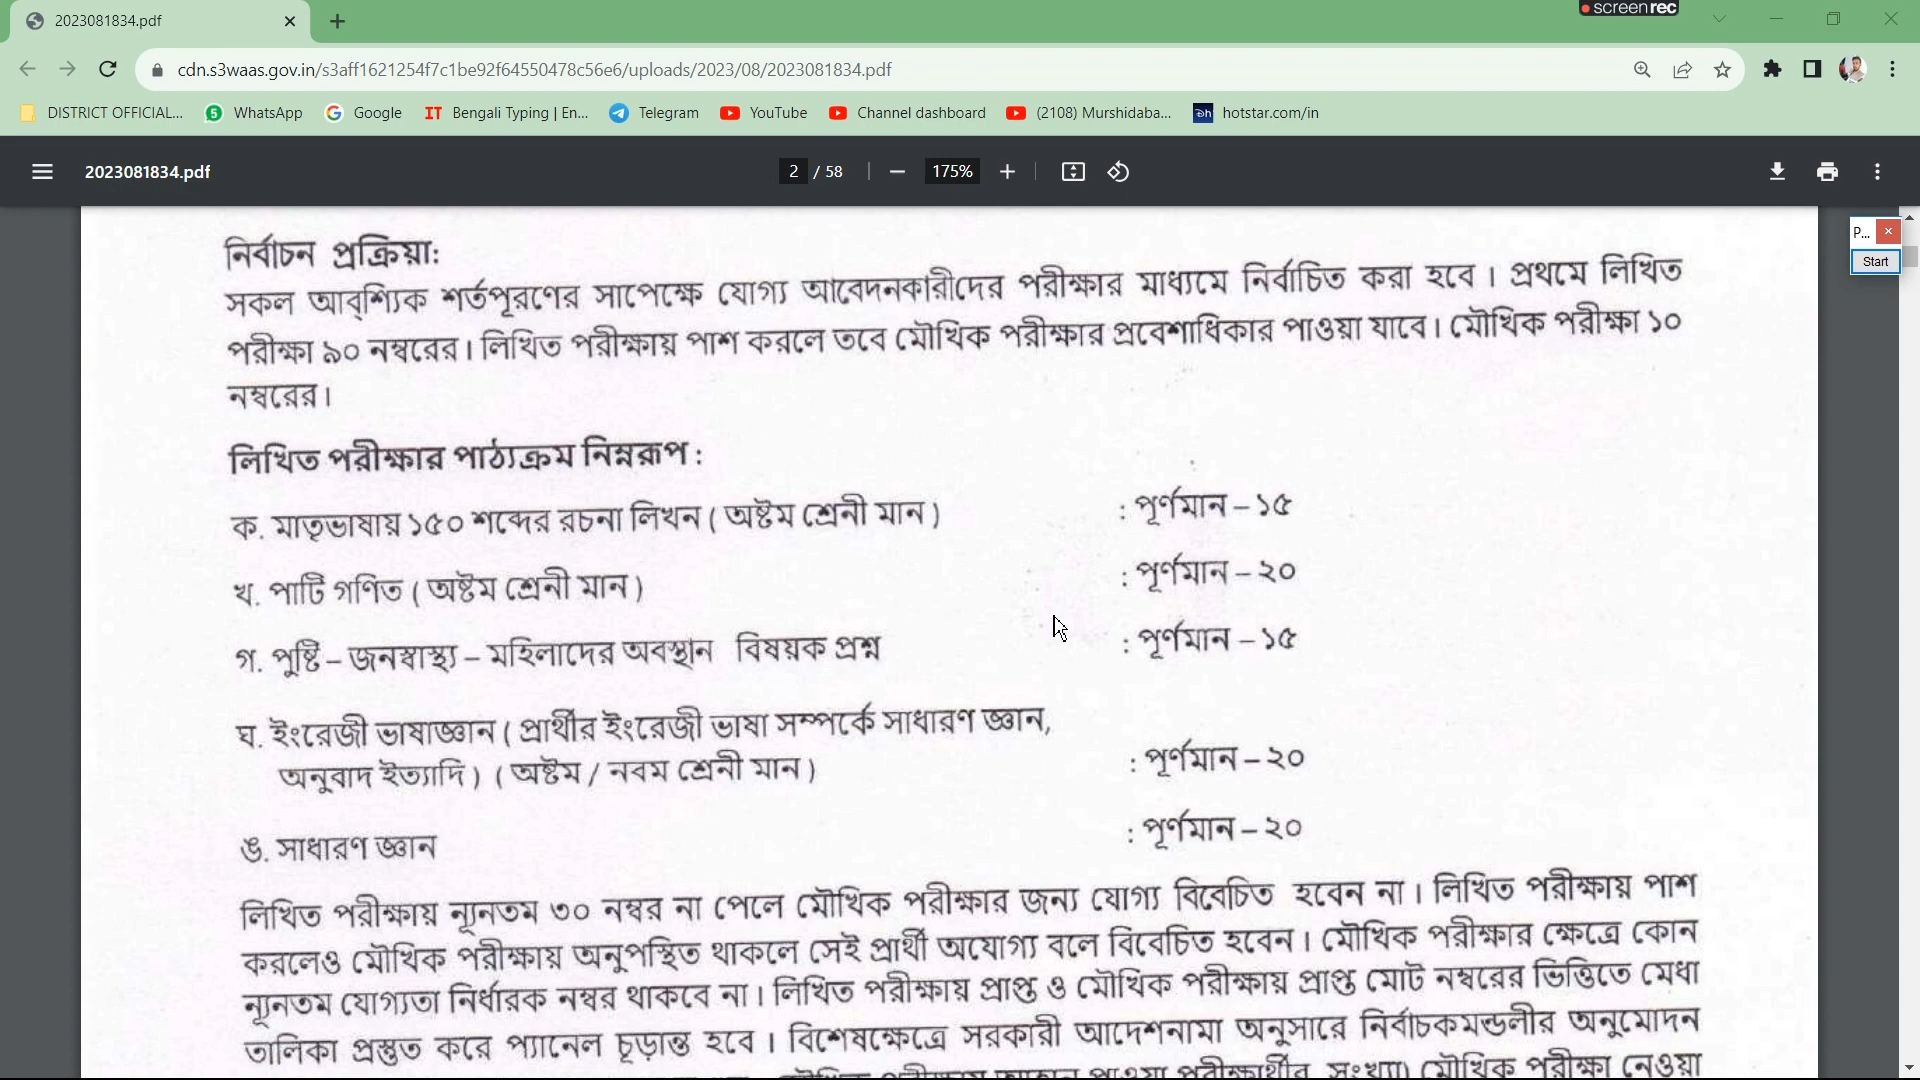 2023081834.pdf
screenrec
cdn.s3waas.gov.in/s3aff1621254f7c1be92f64550478c56e6/uploads/2023/08/2023081834.pdf
DISTRICT OFFICIAL... WhatsApp Google Bengali Typing | En... Telegram YouTube Channel dashboard (2108) Murshidaba... hotstar.com/in
2023081834.pdf 2 / 58 175%
P...
Start
নির্বাচন প্রক্রিয়া:
সকল আবশ্যিক শর্তপূরণের সাপেক্ষে যোগ্য আবেদনকারীদের পরীক্ষার মাধ্যমে নির্বাচিত করা হবে। প্রথমে লিখিত
পরীক্ষা ৯০ নম্বরের। লিখিত পরীক্ষায় পাশ করলে তবে মৌখিক পরীক্ষার প্রবেশাধিকার পাওয়া যাবে। মৌখিক পরীক্ষা ১০
নম্বরের।
লিখিত পরীক্ষার পাঠ্যক্রম নিম্নরূপ :
ক. মাতৃভাষায় ১৫০ শব্দের রচনা লিখন ( অষ্টম শ্রেনী মান ) : পূর্ণমান – ১৫
খ. পাটি গণিত ( অষ্টম শ্রেনী মান ) : পূর্ণমান – ২০
গ. পুষ্টি – জনস্বাস্থ্য – মহিলাদের অবস্থান বিষয়ক প্রশ্ন : পূর্ণমান – ১৫
ঘ. ইংরেজী ভাষাজ্ঞান ( প্রার্থীর ইংরেজী ভাষা সম্পর্কে সাধারণ জ্ঞান,
অনুবাদ ইত্যাদি ) ( অষ্টম / নবম শ্রেনী মান ) : পূর্ণমান – ২০
ঙ. সাধারণ জ্ঞান : পূর্ণমান – ২০
লিখিত পরীক্ষায় ন্যূনতম ৩০ নম্বর না পেলে মৌখিক পরীক্ষার জন্য যোগ্য বিবেচিত হবেন না। লিখিত পরীক্ষায় পাশ
করলেও মৌখিক পরীক্ষায় অনুপস্থিত থাকলে সেই প্রার্থী অযোগ্য বলে বিবেচিত হবেন। মৌখিক পরীক্ষার ক্ষেত্রে কোন
ন্যূনতম যোগ্যতা নির্ধারক নম্বর থাকবে না। লিখিত পরীক্ষায় প্রাপ্ত ও মৌখিক পরীক্ষায় প্রাপ্ত মোট নম্বরের ভিত্তিতে মেধা
তালিকা প্রস্তুত করে প্যানেল চূড়ান্ত হবে। বিশেষক্ষেত্রে সরকারী আদেশনামা অনুসারে নির্বাচকমন্ডলীর অনুমোদন
মৌখিক পরীক্ষা নেওয়া